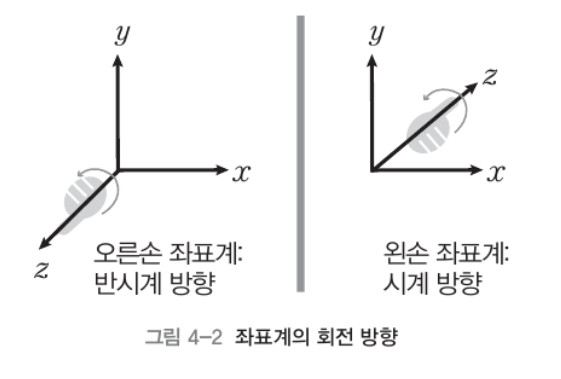 y
x
z
오른손 좌표계:
반시계 방향
y
z
x
왼손 좌표계:
시계 방향
그림 4-2 좌표계의 회전 방향